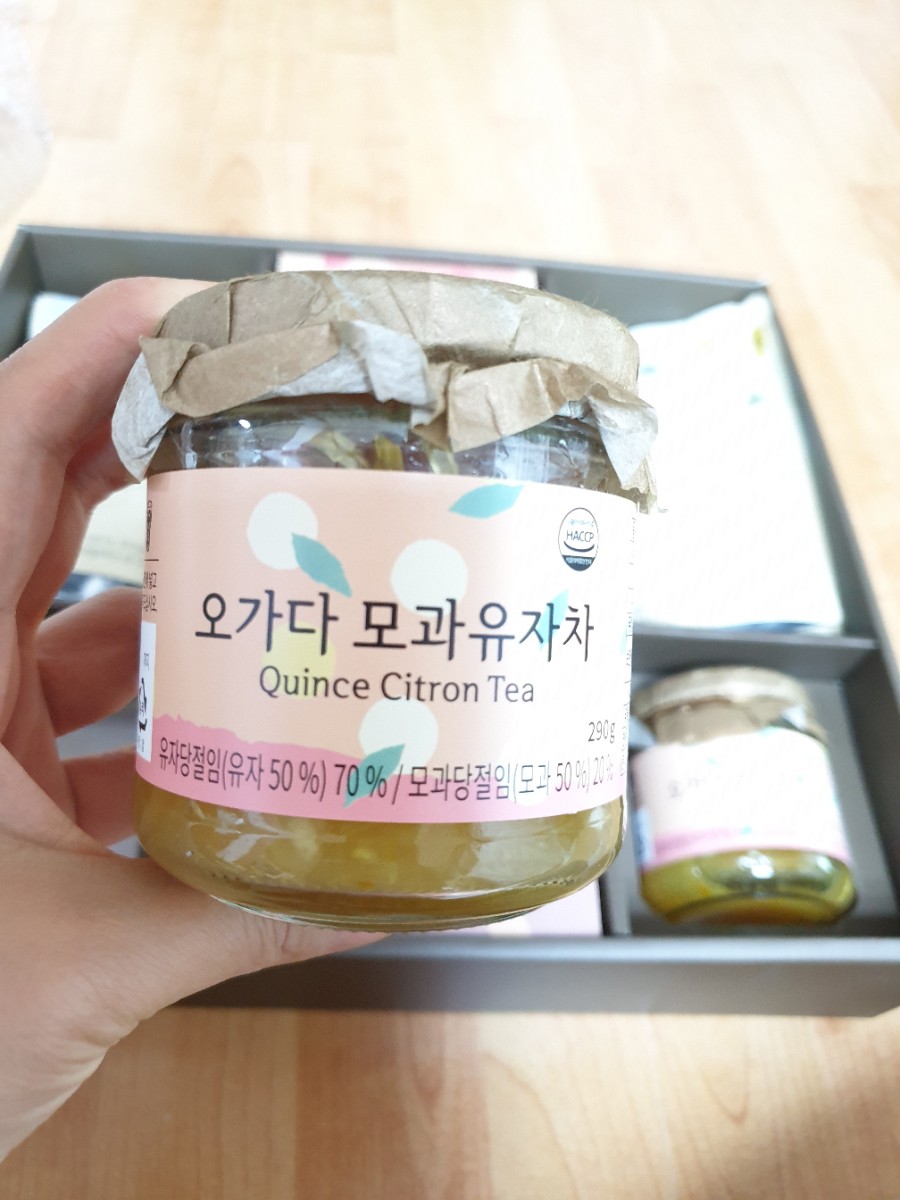 HACCP
오가다 모과유자차
Quince Citron Tea
290g
유자당절임(유자 50 %) 70 % / 모과당절임(모과 50 %) 20 %